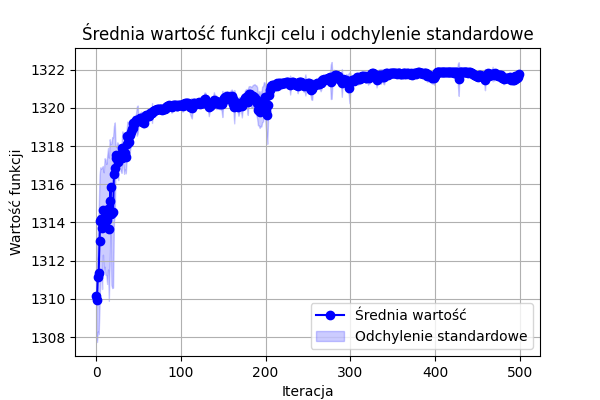 Średnia wartość funkcji celu i odchylenie standardowe
1322
1320
1318
1316
1314
1312
1310
1308
Wartość funkcji
Średnia wartość
Odchylenie standardowe
0 100 200 300 400 500
Iteracja